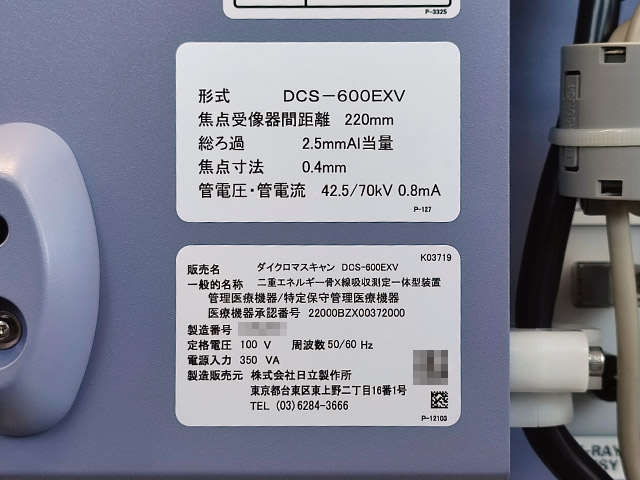 P-3325
形式 DCS-600EXV
焦点受像器間距離 220mm
総ろ過 2.5mmAl当量
焦点寸法 0.4mm
管電圧・管電流 42.5/70kV 0.8mA
P-127
K03719
販売名 ダイクロマスキャン DCS-600EXV
一般的名称 二重エネルギー骨X線吸収測定一体型装置
管理医療機器/特定保守管理医療機器
医療機器承認番号 22000BZX00372000
製造番号
定格電圧 100 V 周波数 50/60 Hz
電源入力 350 VA
製造販売元 株式会社日立製作所
東京都台東区東上野二丁目16番1号
TEL (03)6284-3666
P-12103
X-RAY